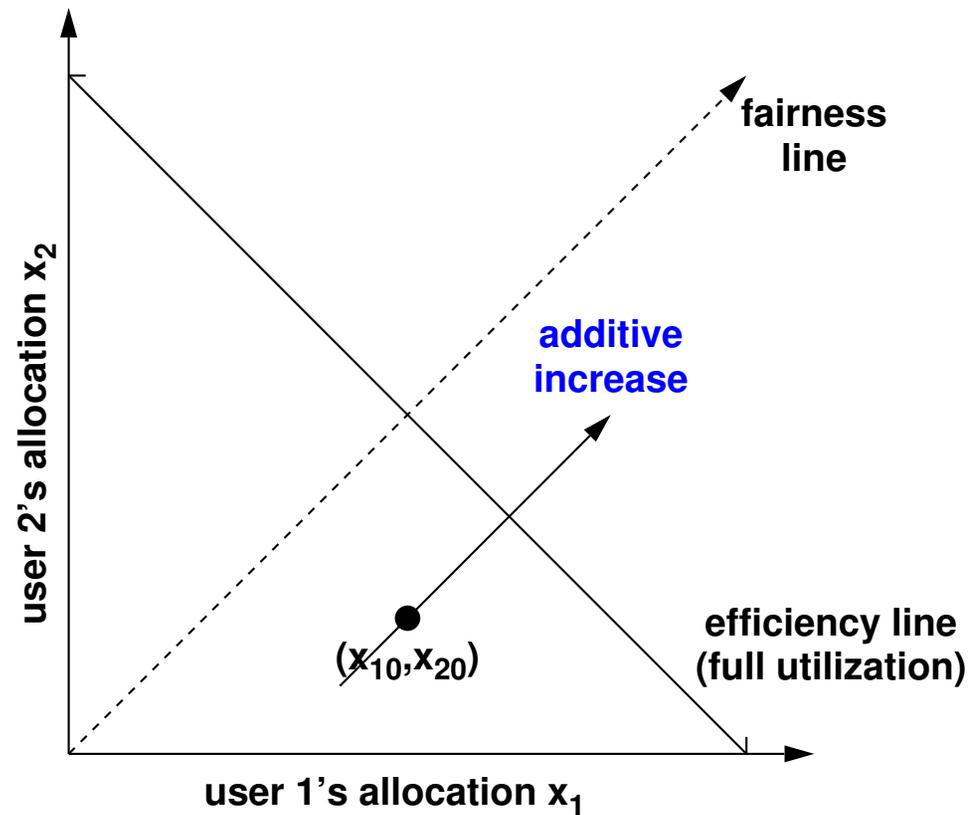 fairness
line
additive
increase
user 2's allocation x₂
(x₁₀,x₂₀)
efficiency line
(full utilization)
user 1's allocation x₁